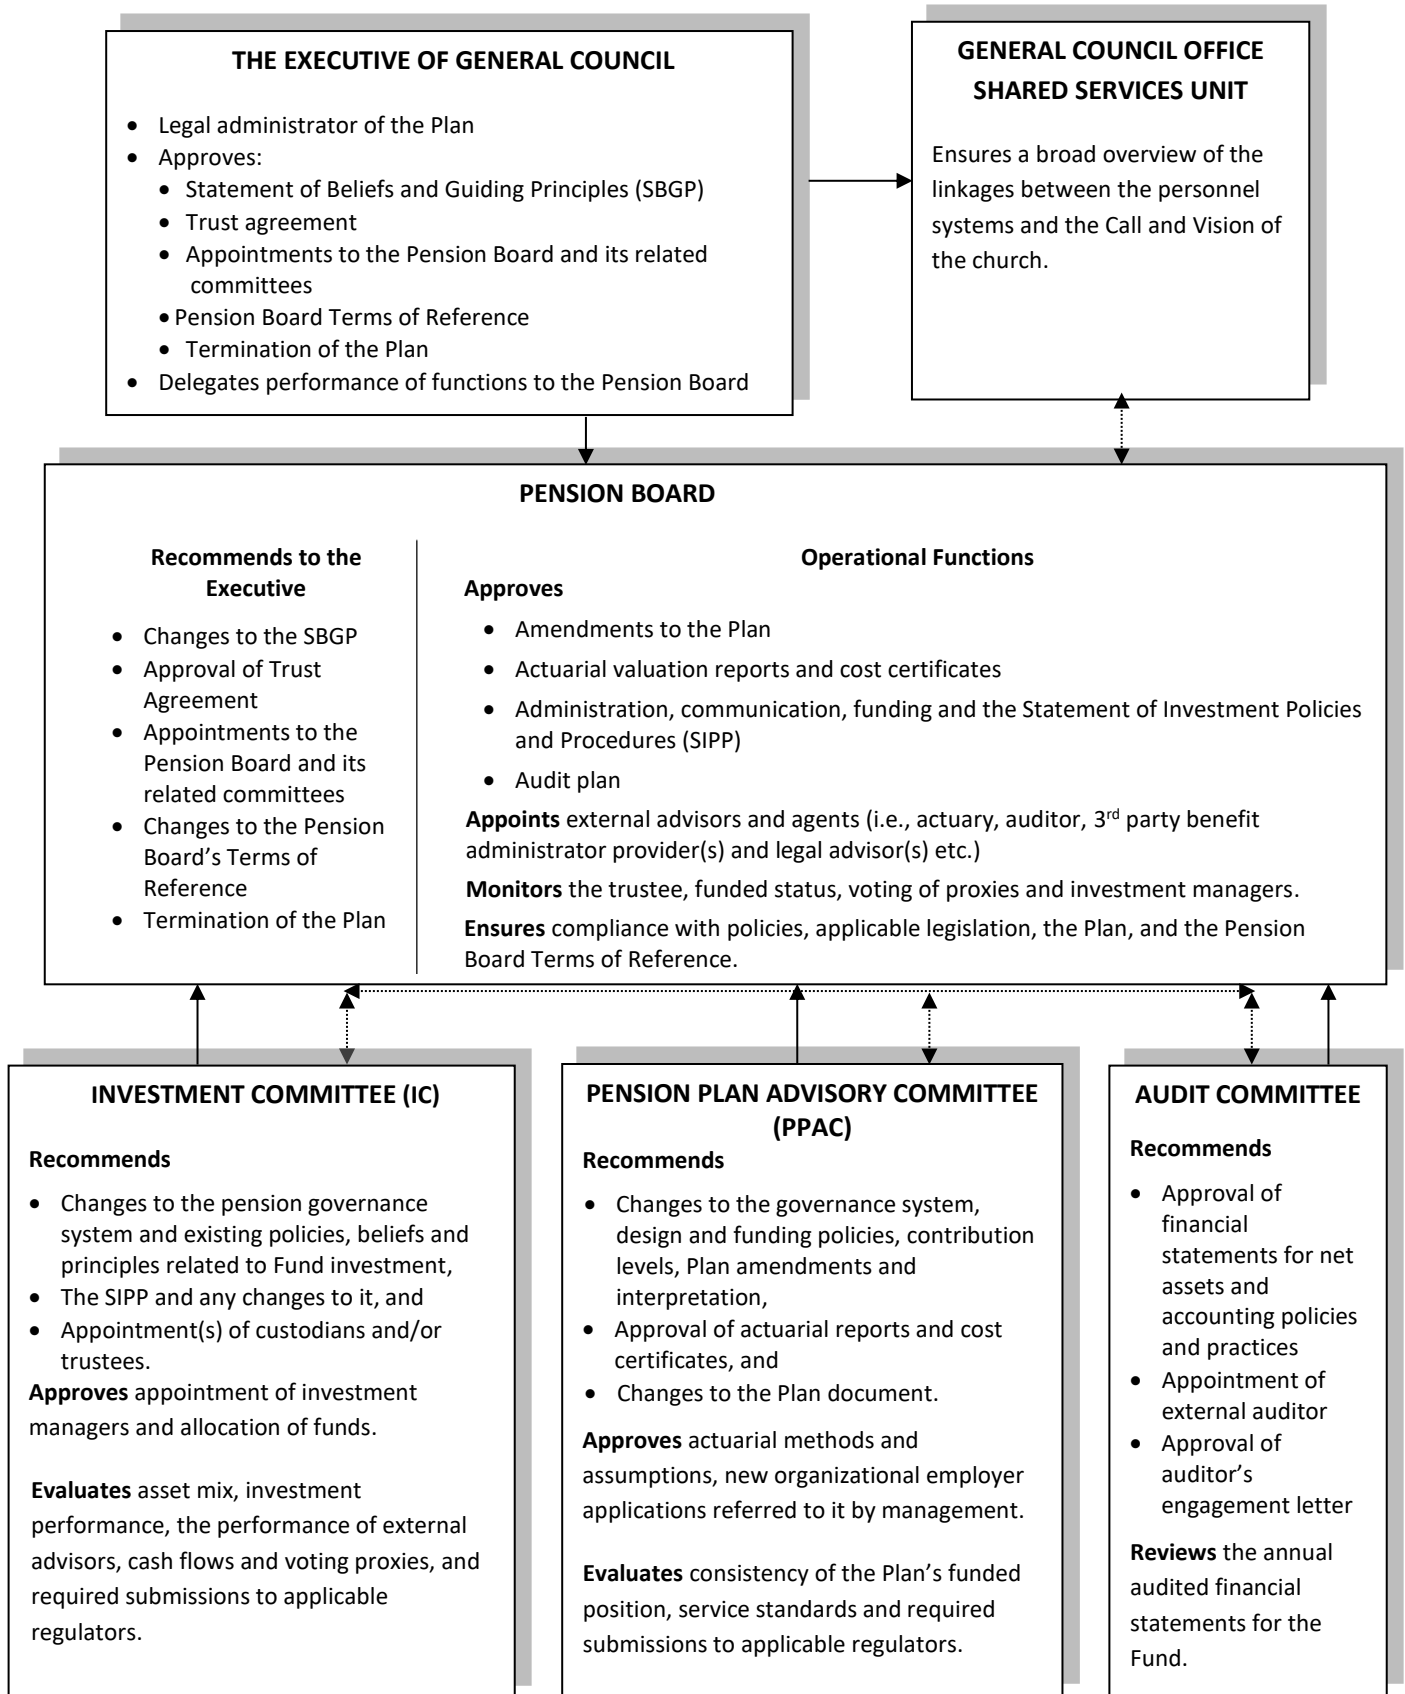 THE EXECUTIVE OF GENERAL COUNCIL
• Legal administrator of the Plan
• Approves:
• Statement of Beliefs and Guiding Principles (SBGP)
• Trust agreement
• Appointments to the Pension Board and its related
committees
• Pension Board Terms of Reference
• Termination of the Plan
• Delegates performance of functions to the Pension Board
GENERAL COUNCIL OFFICE
SHARED SERVICES UNIT
Ensures a broad overview of the
linkages between the personnel
systems and the Call and Vision of
the church.
PENSION BOARD
Recommends to the
Executive
• Changes to the SBGP
• Approval of Trust
Agreement
• Appointments to the
Pension Board and its
related committees
• Changes to the Pension
Board's Terms of
Reference
• Termination of the Plan
Operational Functions
Approves
• Amendments to the Plan
• Actuarial valuation reports and cost certificates
• Administration, communication, funding and the Statement of Investment Policies
and Procedures (SIPP)
• Audit plan
Appoints external advisors and agents (i.e., actuary, auditor, 3rd party benefit
administrator provider(s) and legal advisor(s) etc.)
Monitors the trustee, funded status, voting of proxies and investment managers.
Ensures compliance with policies, applicable legislation, the Plan, and the Pension
Board Terms of Reference.
INVESTMENT COMMITTEE (IC)
Recommends
• Changes to the pension governance
system and existing policies, beliefs and
principles related to Fund investment,
• The SIPP and any changes to it, and
• Appointment(s) of custodians and/or
trustees.
Approves appointment of investment
managers and allocation of funds.
Evaluates asset mix, investment
performance, the performance of external
advisors, cash flows and voting proxies, and
required submissions to applicable
regulators.
PENSION PLAN ADVISORY COMMITTEE
(PPAC)
Recommends
• Changes to the governance system,
design and funding policies, contribution
levels, Plan amendments and
interpretation,
• Approval of actuarial reports and cost
certificates, and
• Changes to the Plan document.
Approves actuarial methods and
assumptions, new organizational employer
applications referred to it by management.
Evaluates consistency of the Plan's funded
position, service standards and required
submissions to applicable regulators.
AUDIT COMMITTEE
Recommends
• Approval of
financial
statements for net
assets and
accounting policies
and practices
• Appointment of
external auditor
• Approval of
auditor's
engagement letter
Reviews the annual
audited financial
statements for the
Fund.